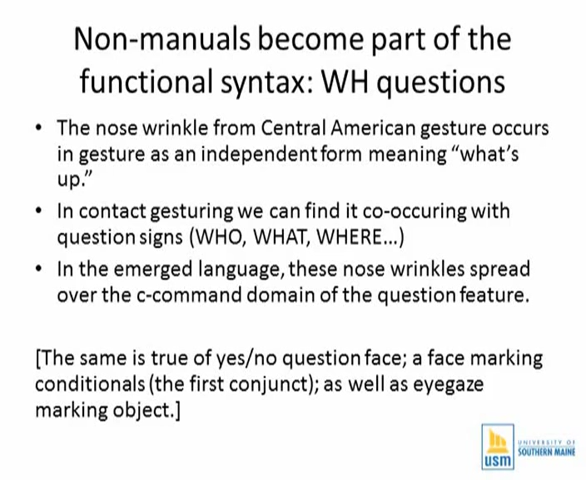 Non-manuals become part of the
functional syntax: WH questions
• The nose wrinkle from Central American gesture occurs
in gesture as an independent form meaning “what’s
up.”
• In contact gesturing we can find it co-occuring with
question signs (WHO, WHAT, WHERE…)
• In the emerged language, these nose wrinkles spread
over the c-command domain of the question feature.
[The same is true of yes/no question face; a face marking
conditionals (the first conjunct); as well as eyegaze
marking object.]
usm
UNIVERSITY OF
SOUTHERN MAINE